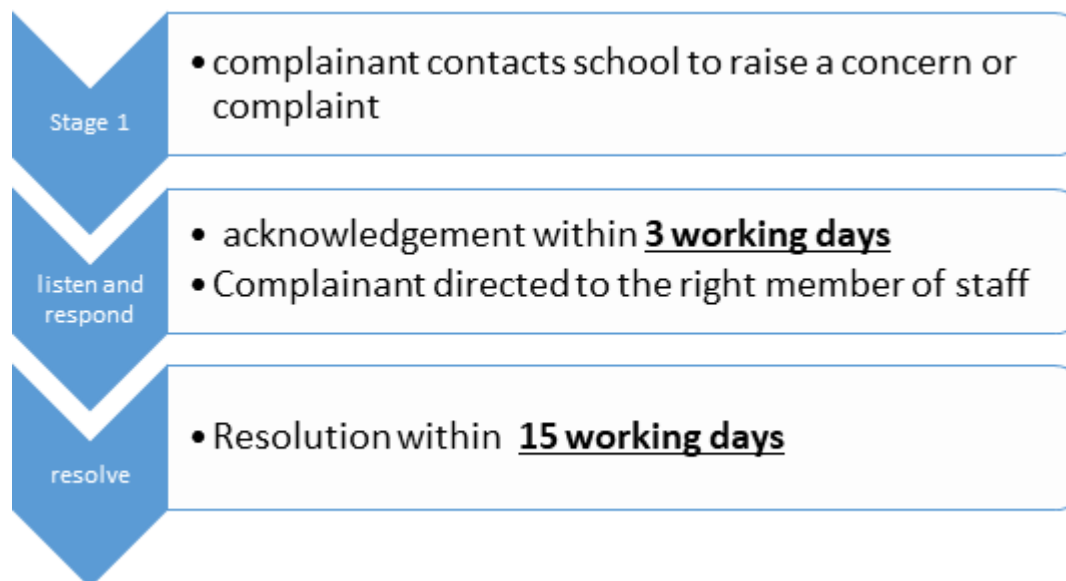 Stage 1
• complainant contacts school to raise a concern or
complaint
listen and
respond
• acknowledgement within 3 working days
• Complainant directed to the right member of staff
resolve
• Resolution within 15 working days